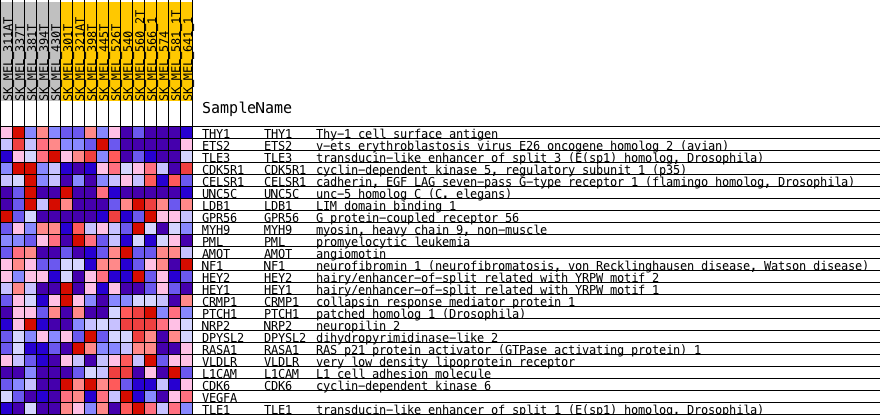 SK_MEL_311AT
SK_MEL_337T
SK_MEL_381T
SK_MEL_394T
SK_MEL_430T
SK_MEL_301T
SK_MEL_321AT
SK_MEL_398T
SK_MEL_445T
SK_MEL_526T
SK_MEL_540
SK_MEL_560_2T
SK_MEL_566_1
SK_MEL_574
SK_MEL_581_1T
SK_MEL_641_1
SampleName
THY1 THY1 Thy-1 cell surface antigen
ETS2 ETS2 v-ets erythroblastosis virus E26 oncogene homolog 2 (avian)
TLE3 TLE3 transducin-like enhancer of split 3 (E(sp1) homolog, Drosophila)
CDK5R1 CDK5R1 cyclin-dependent kinase 5, regulatory subunit 1 (p35)
CELSR1 CELSR1 cadherin, EGF LAG seven-pass G-type receptor 1 (flamingo homolog, Drosophila)
UNC5C UNC5C unc-5 homolog C (C. elegans)
LDB1 LDB1 LIM domain binding 1
GPR56 GPR56 G protein-coupled receptor 56
MYH9 MYH9 myosin, heavy chain 9, non-muscle
PML PML promyelocytic leukemia
AMOT AMOT angiomotin
NF1 NF1 neurofibromin 1 (neurofibromatosis, von Recklinghausen disease, Watson disease)
HEY2 HEY2 hairy/enhancer-of-split related with YRPW motif 2
HEY1 HEY1 hairy/enhancer-of-split related with YRPW motif 1
CRMP1 CRMP1 collapsin response mediator protein 1
PTCH1 PTCH1 patched homolog 1 (Drosophila)
NRP2 NRP2 neuropilin 2
DPYSL2 DPYSL2 dihydropyrimidinase-like 2
RASA1 RASA1 RAS p21 protein activator (GTPase activating protein) 1
VLDLR VLDLR very low density lipoprotein receptor
L1CAM L1CAM L1 cell adhesion molecule
CDK6 CDK6 cyclin-dependent kinase 6
VEGFA
TLE1 TLE1 transducin-like enhancer of split 1 (E(sp1) homolog, Drosophila)